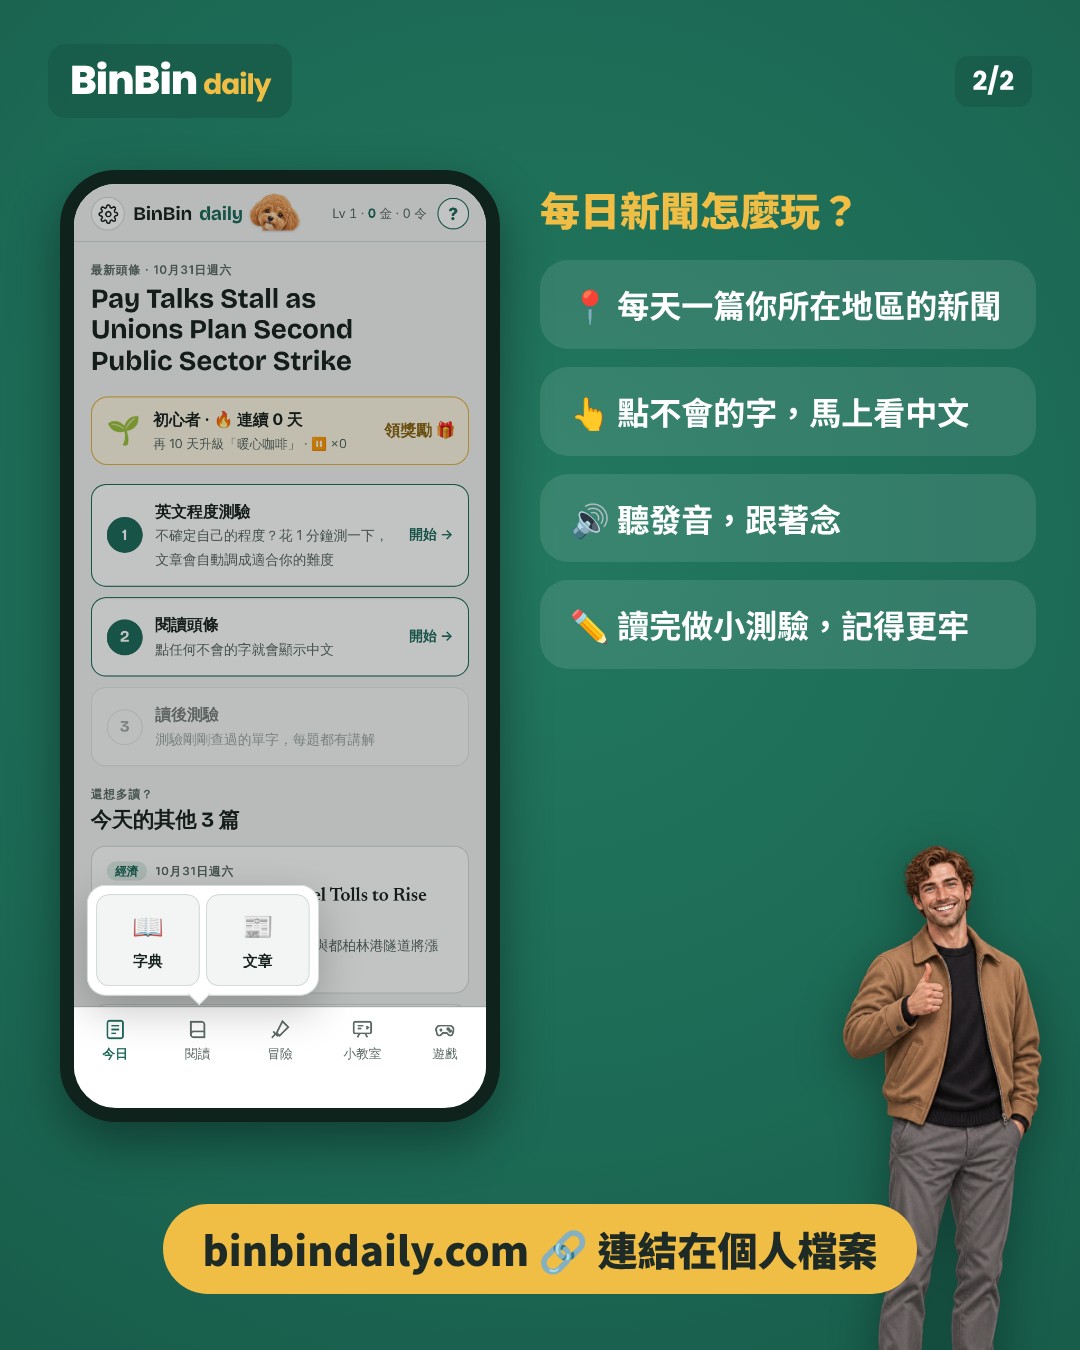 BinBin daily
2/2
BinBin daily
Lv 1 · 0 金 · 0 令
?
最新頭條 · 10月31日週六
Pay Talks Stall as
Unions Plan Second
Public Sector Strike
初心者 · 🔥 連續 0 天
再 10 天升級「暖心咖啡」 · ⏸ ×0
領獎勵 🎁
1
英文程度測驗
不確定自己的程度？花 1 分鐘測一下，
文章會自動調成適合你的難度
開始 →
2
閱讀頭條
點任何不會的字就會顯示中文
開始 →
3
讀後測驗
測驗剛剛查過的單字，每題都有講解
還想多讀？
今天的其他 3 篇
經濟
10月31日週六
el Tolls to Rise
與都柏林港隧道將漲
字典
文章
今日
閱讀
冒險
小教室
遊戲
每日新聞怎麼玩？
📍 每天一篇你所在地區的新聞
👆 點不會的字，馬上看中文
🔊 聽發音，跟著念
✏️ 讀完做小測驗，記得更牢
binbindaily.com 🔗 連結在個人檔案